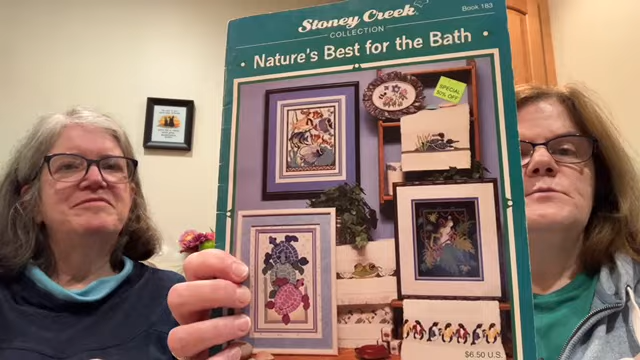 Stoney Creek
COLLECTION
Book 183
• Nature's Best for the Bath •
SPECIAL
50% OFF
$6.50 U.S.